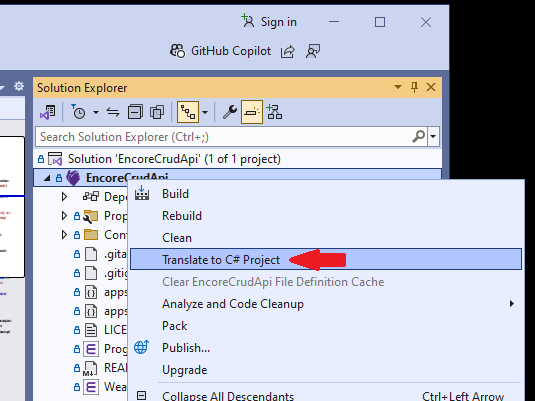 Sign in
GitHub Copilot
Solution Explorer
Search Solution Explorer (Ctrl+;)
Solution 'EncoreCrudApi' (1 of 1 project)
EncoreCrudApi
Build
Rebuild
Clean
Translate to C# Project
Clear EncoreCrudApi File Definition Cache
Analyze and Code Cleanup
Pack
Publish...
Upgrade
Collapse All Descendants Ctrl+Left Arrow
Depe
Prop
Cont
.gita
.gitig
apps
apps
LICE
Prog
REA
Wea